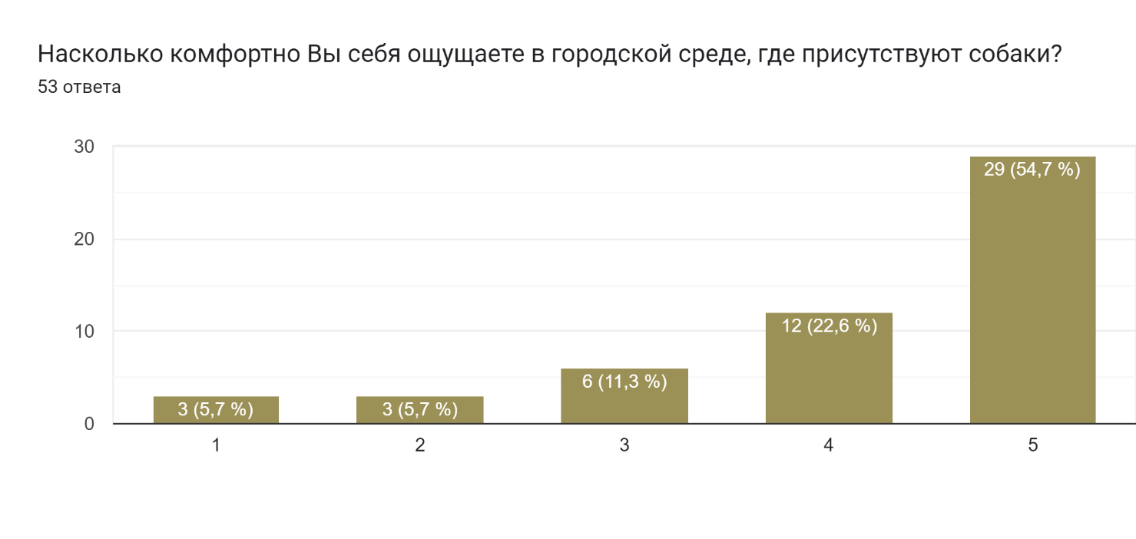 Насколько комфортно Вы себя ощущаете в городской среде, где присутствуют собаки?
53 ответа
30
20
10
0
3 (5,7 %)
3 (5,7 %)
6 (11,3 %)
12 (22,6 %)
29 (54,7 %)
1
2
3
4
5